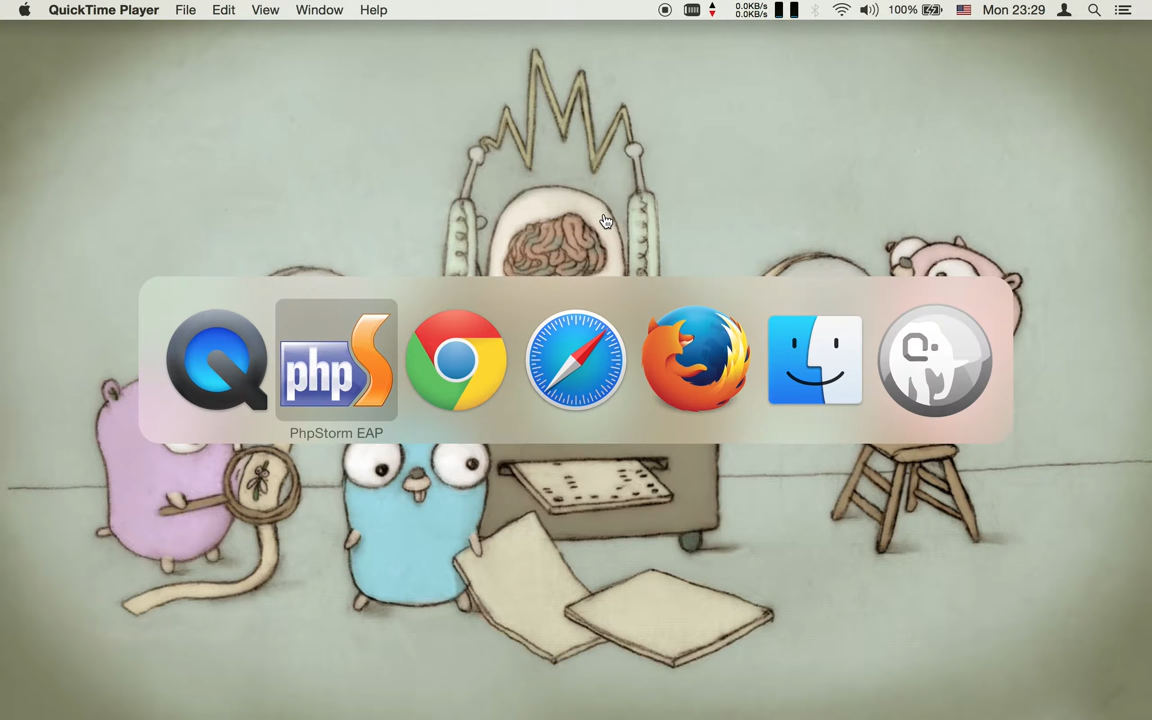 QuickTime Player File Edit View Window Help 0.0KB/s 0.0KB/s 100% Mon 23:29
php
PhpStorm EAP